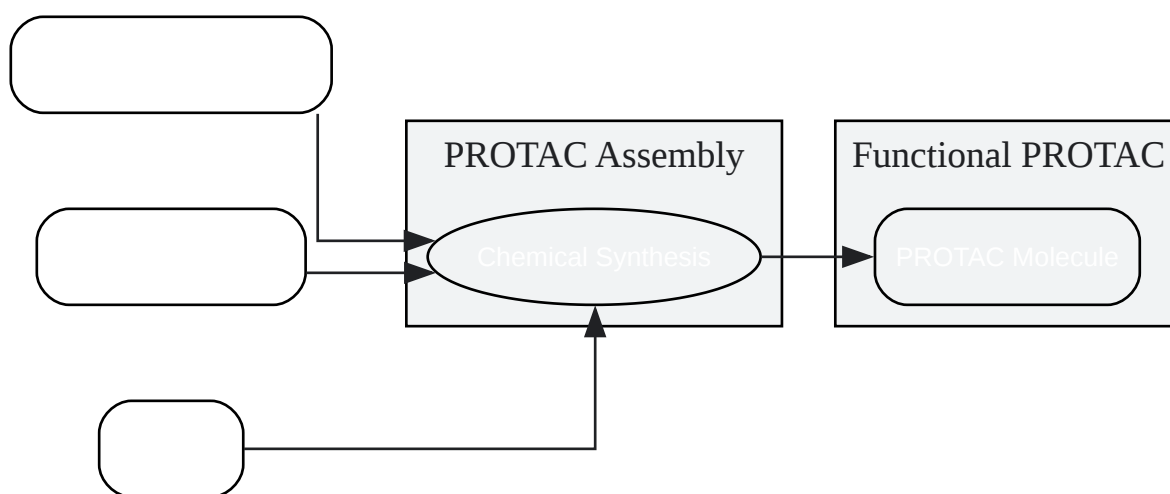 PROTAC Assembly
Functional PROTAC
Chemical Synthesis
PROTAC Molecule